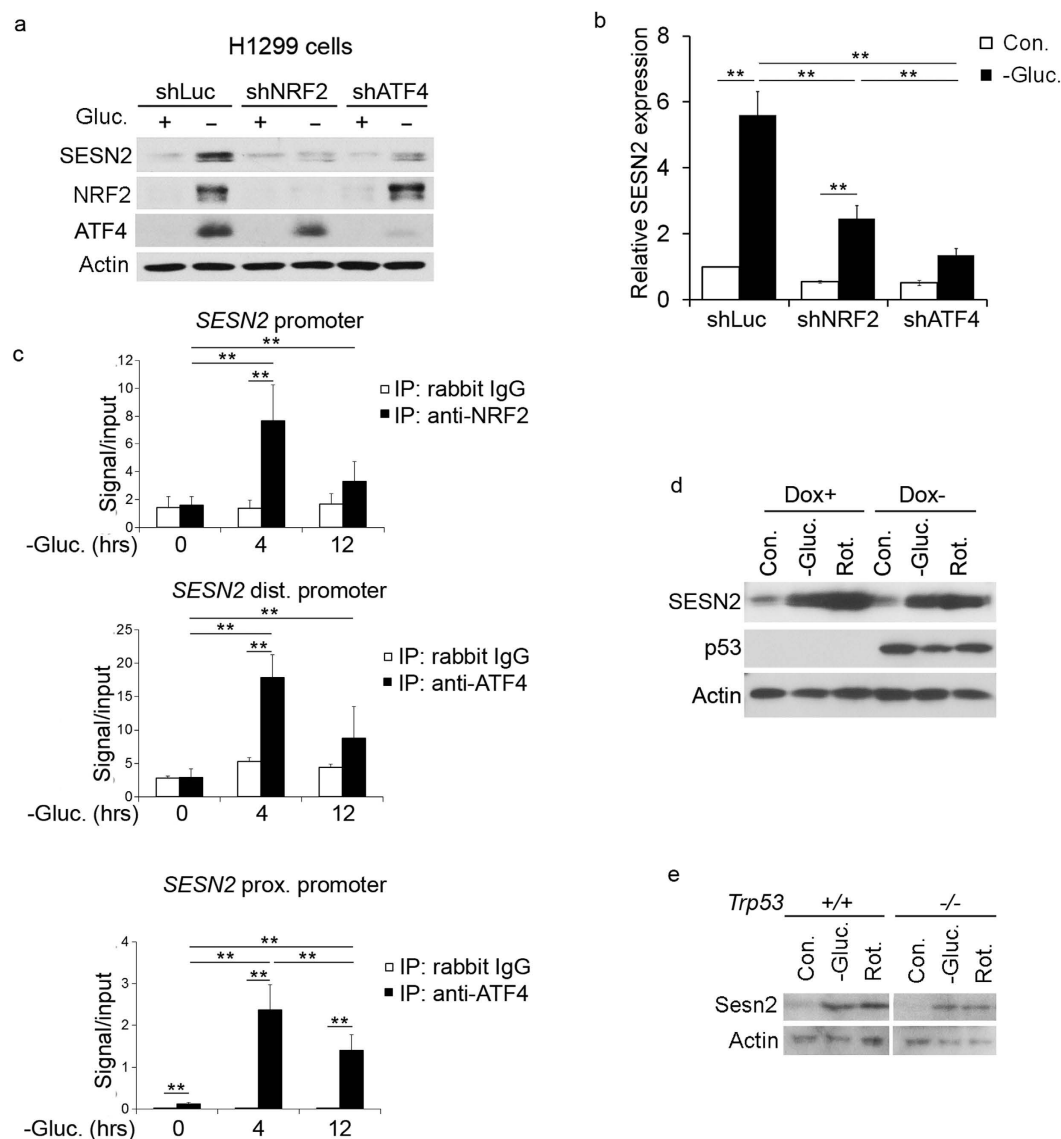 a
H1299 cells
shLuc shNRF2 shATF4
Gluc. + – + – + –
SESN2
NRF2
ATF4
Actin
b
Relative SESN2 expression
8
6
4
2
0
** ** ** ** **
Con.
-Gluc.
shLuc shNRF2 shATF4
c
SESN2 promoter
Signal/input
12
10
8
6
4
2
0
**
**
**
IP: rabbit IgG
IP: anti-NRF2
-Gluc. (hrs) 0 4 12
SESN2 dist. promoter
Signal/input
25
20
15
10
5
0
**
**
**
IP: rabbit IgG
IP: anti-ATF4
-Gluc. (hrs) 0 4 12
SESN2 prox. promoter
Signal/input
4
3
2
1
0
**
** **
**
**
**
IP: rabbit IgG
IP: anti-ATF4
-Gluc. (hrs) 0 4 12
d
Dox+ Dox-
Con. -Gluc. Rot. Con. -Gluc. Rot.
SESN2
p53
Actin
e
Trp53 +/+ -/-
Con. -Gluc. Rot. Con. -Gluc. Rot.
Sesn2
Actin